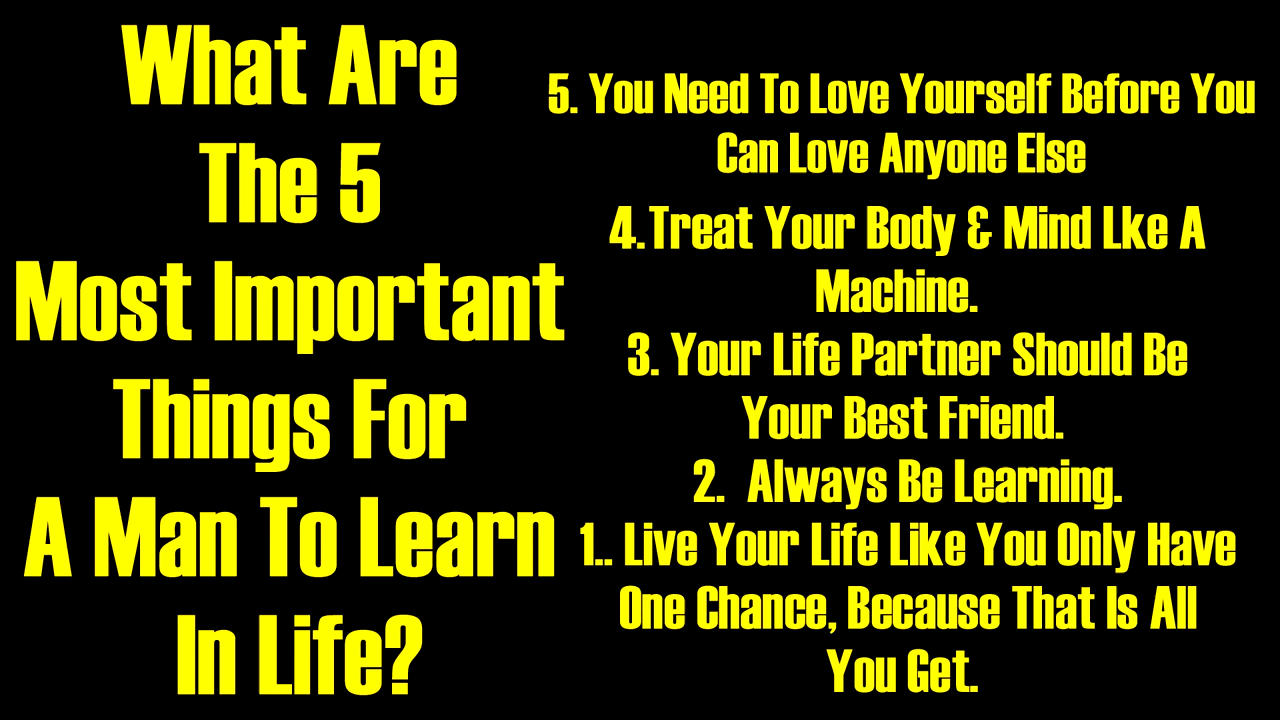 What Are
The 5
Most Important
Things For
A Man To Learn
In Life?
5. You Need To Love Yourself Before You
Can Love Anyone Else
4.Treat Your Body & Mind Lke A
Machine.
3. Your Life Partner Should Be
Your Best Friend.
2.  Always Be Learning.
1.. Live Your Life Like You Only Have
One Chance, Because That Is All
You Get.